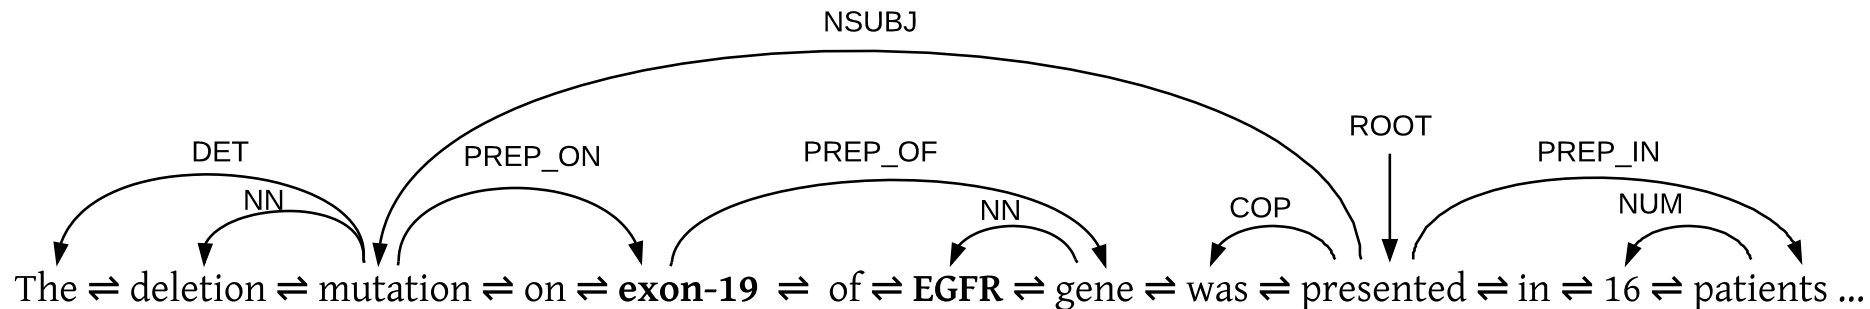 NSUBJ
ROOT
DET PREP_ON PREP_OF PREP_IN
NN NN COP NUM
The ⇌ deletion ⇌ mutation ⇌ on ⇌ exon-19 ⇌ of ⇌ EGFR ⇌ gene ⇌ was ⇌ presented ⇌ in ⇌ 16 ⇌ patients ...